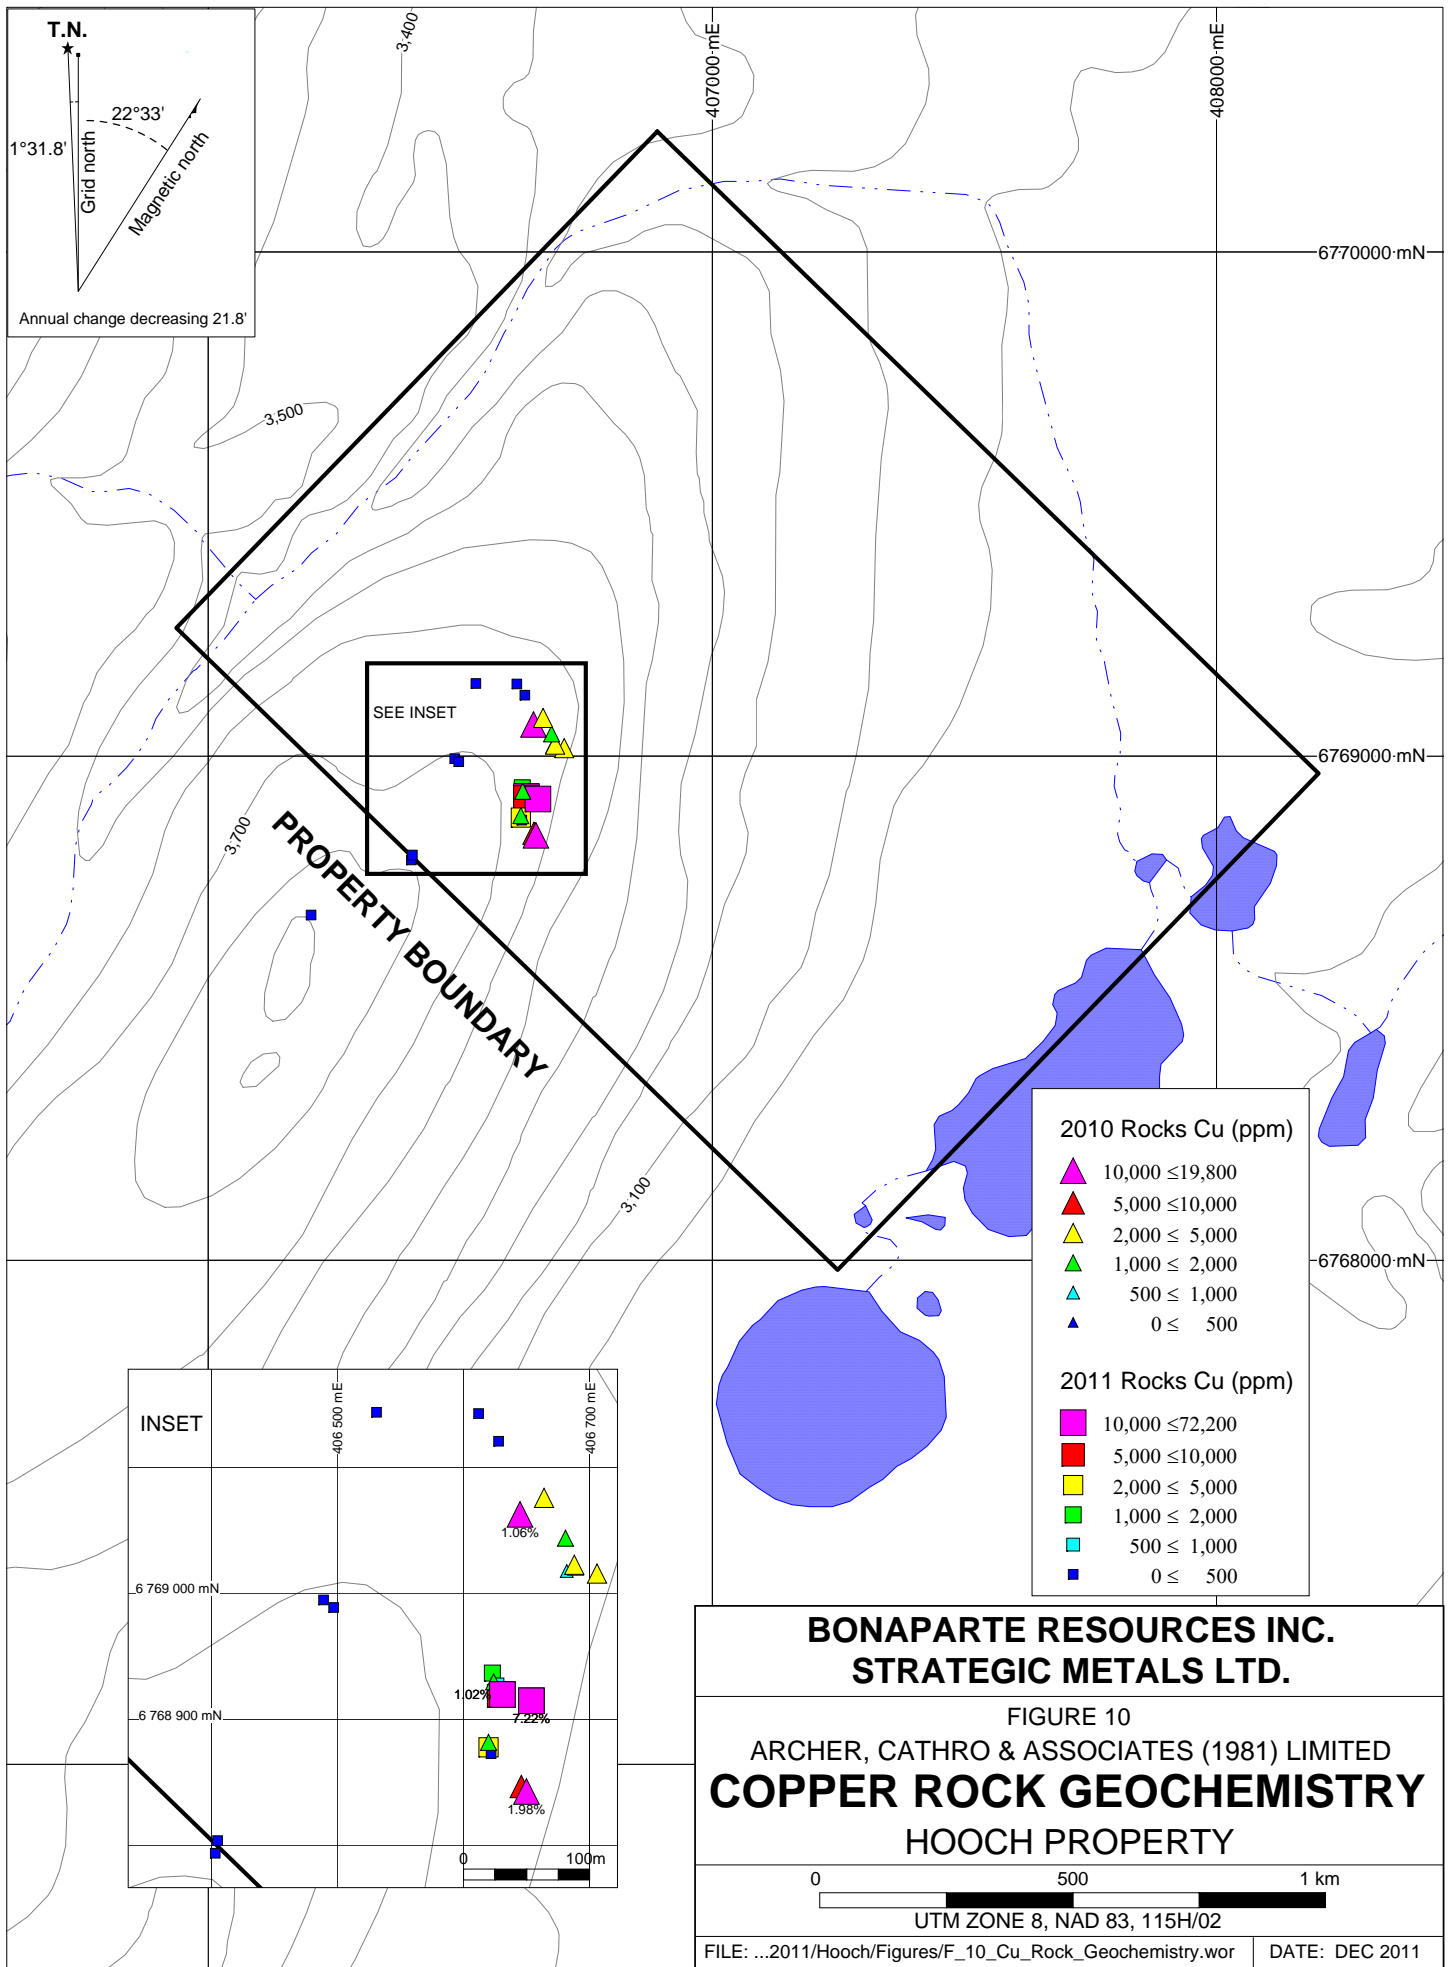 T.N.
1°31.8'
22°33'
Grid north
Magnetic north
Annual change decreasing 21.8'
3,400
407000 mE
408000 mE
6770000 mN
3,500
SEE INSET
6769000 mN
3,700
PROPERTY BOUNDARY
3,100
6768000 mN
2010 Rocks Cu (ppm)
10,000 ≤19,800
5,000 ≤10,000
2,000 ≤ 5,000
1,000 ≤ 2,000
500 ≤ 1,000
0 ≤ 500
2011 Rocks Cu (ppm)
10,000 ≤72,200
5,000 ≤10,000
2,000 ≤ 5,000
1,000 ≤ 2,000
500 ≤ 1,000
0 ≤ 500
INSET
406 500 mE
406 700 mE
1.06%
6 769 000 mN
1.02%
7.22%
6 768 900 mN
1.98%
0 100m
BONAPARTE RESOURCES INC.
STRATEGIC METALS LTD.
FIGURE 10
ARCHER, CATHRO & ASSOCIATES (1981) LIMITED
COPPER ROCK GEOCHEMISTRY
HOOCH PROPERTY
0 500 1 km
UTM ZONE 8, NAD 83, 115H/02
FILE: ...2011/Hooch/Figures/F_10_Cu_Rock_Geochemistry.wor
DATE: DEC 2011